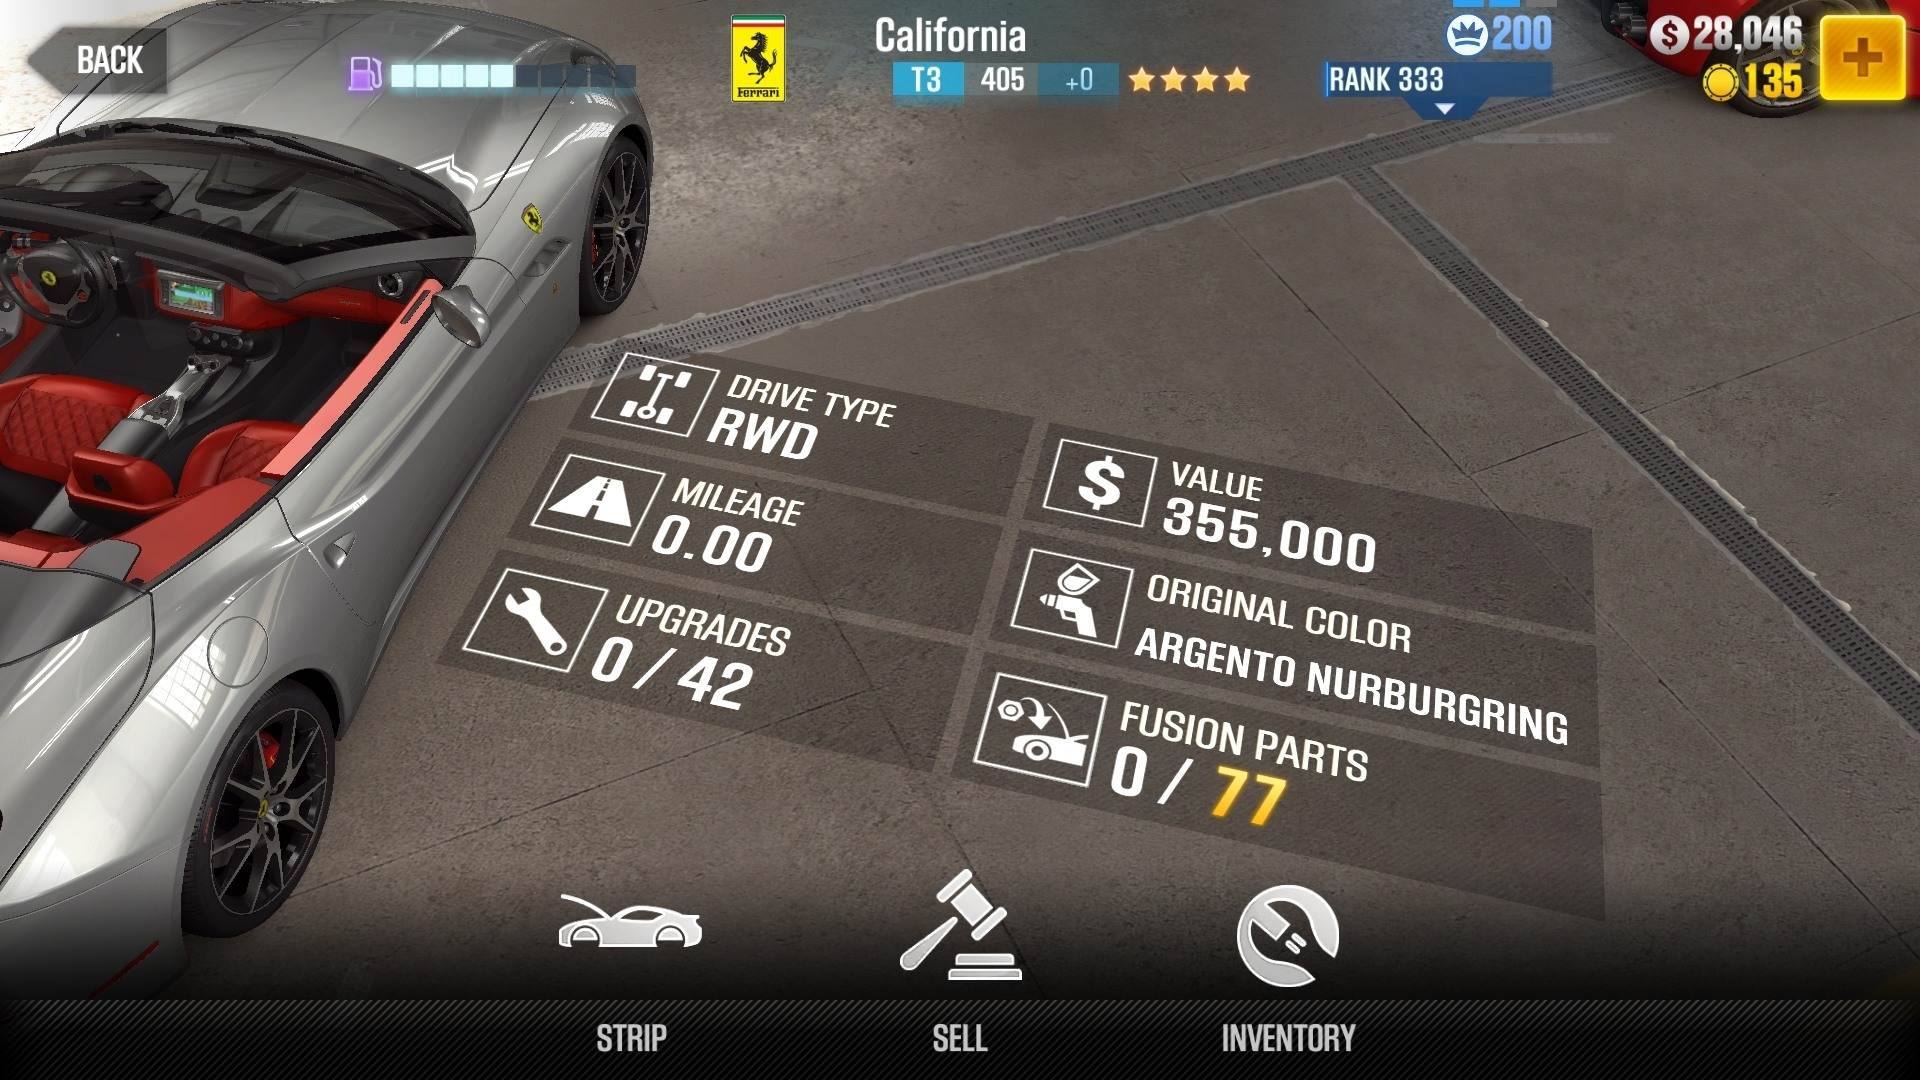 BACK
Ferrari
California
T3 405 +0
200
RANK 333
28,046
135
DRIVE TYPE
RWD
MILEAGE
0.00
UPGRADES
0 / 42
VALUE
355,000
ORIGINAL COLOR
ARGENTO NURBURGRING
FUSION PARTS
0 / 77
STRIP
SELL
INVENTORY